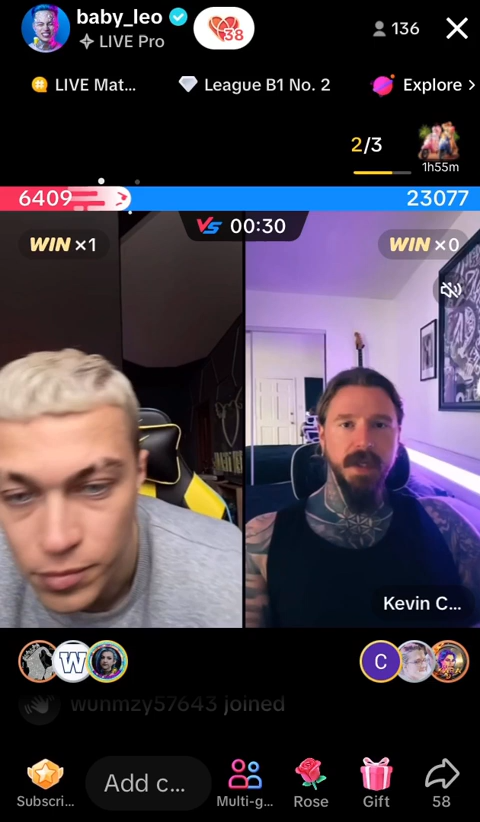 baby_leo
LIVE Pro
38
136
LIVE Mat...
League B1 No. 2
Explore
2/3
1h55m
6409
23077
VS 00:30
WIN ×1
WIN ×0
Kevin C...
W
C
wunmzy57643 joined
Subscri...
Add c...
Multi-g...
Rose
Gift
58